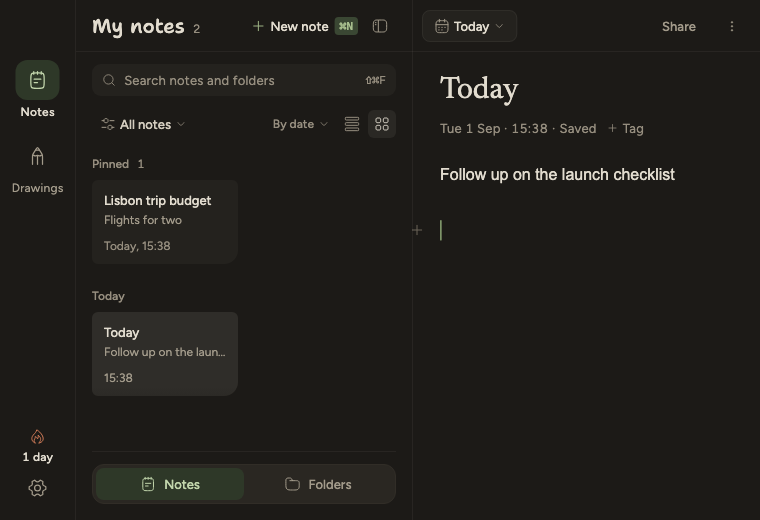 My notes 2
New note ⌘N
Today
Share
Notes
Drawings
Search notes and folders ⇧⌘F
All notes
By date
Pinned 1
Lisbon trip budget
Flights for two
Today, 15:38
Today
Today
Follow up on the laun...
15:38
1 day
Notes
Folders
Today
Tue 1 Sep · 15:38 · Saved + Tag
Follow up on the launch checklist